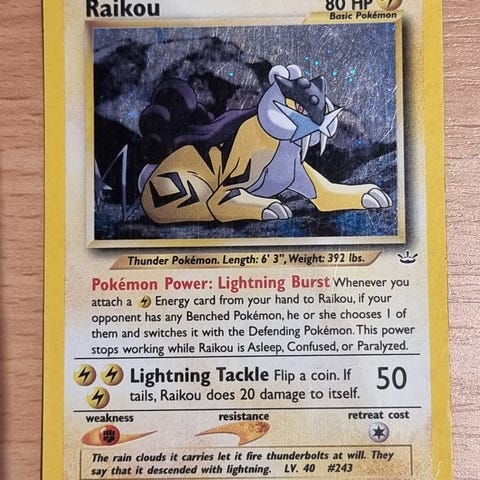 Raikou 80 HP
Basic Pokémon
Thunder Pokémon. Length: 6' 3", Weight: 392 lbs.
Pokémon Power: Lightning Burst Whenever you
attach a Energy card from your hand to Raikou, if your
opponent has any Benched Pokémon, he or she chooses 1 of
them and switches it with the Defending Pokémon. This power
stops working while Raikou is Asleep, Confused, or Paralyzed.
Lightning Tackle Flip a coin. If 50
tails, Raikou does 20 damage to itself.
weakness resistance retreat cost
The rain clouds it carries let it fire thunderbolts at will. They
say that it descended with lightning. LV. 40 #243